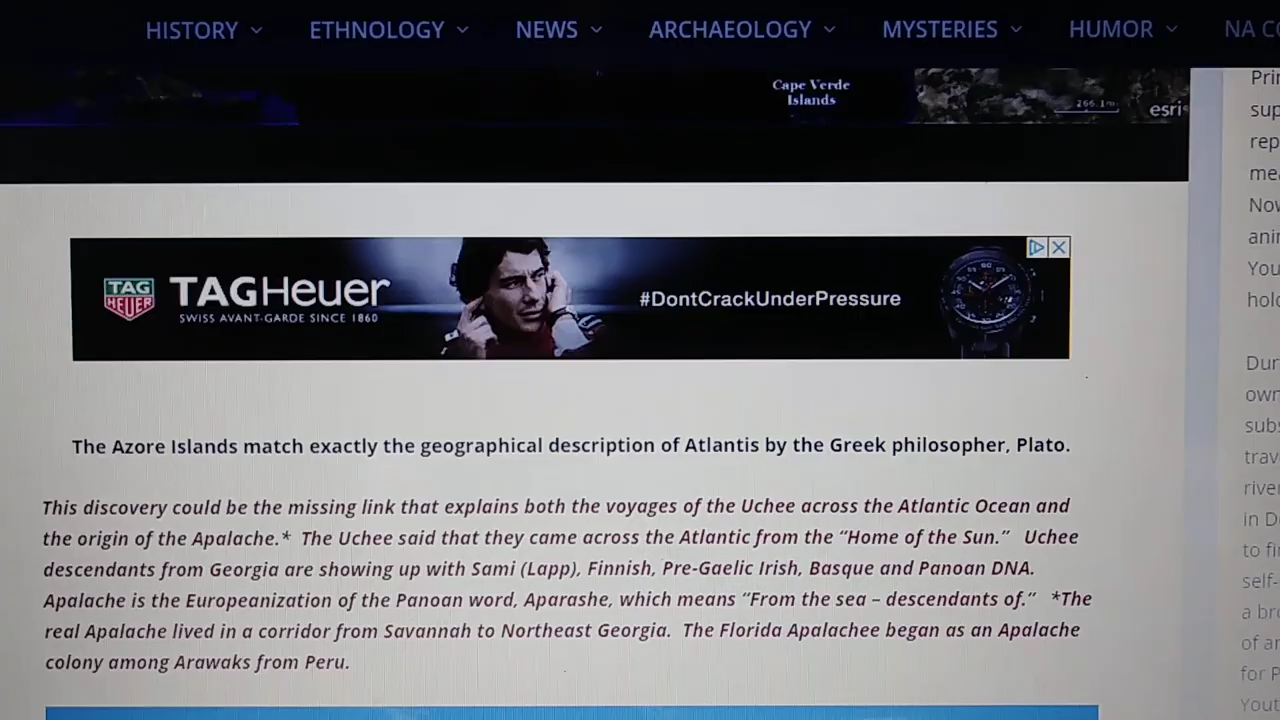 HISTORY ETHNOLOGY NEWS ARCHAEOLOGY MYSTERIES HUMOR NA
Cape Verde
Islands
266.1m
esri
TAG
HEUER
TAGHeuer
SWISS AVANT-GARDE SINCE 1860
#DontCrackUnderPressure
The Azore Islands match exactly the geographical description of Atlantis by the Greek philosopher, Plato.
This discovery could be the missing link that explains both the voyages of the Uchee across the Atlantic Ocean and
the origin of the Apalache.* The Uchee said that they came across the Atlantic from the “Home of the Sun.” Uchee
descendants from Georgia are showing up with Sami (Lapp), Finnish, Pre-Gaelic Irish, Basque and Panoan DNA.
Apalache is the Europeanization of the Panoan word, Aparashe, which means “From the sea – descendants of.” *The
real Apalache lived in a corridor from Savannah to Northeast Georgia. The Florida Apalachee began as an Apalache
colony among Arawaks from Peru.